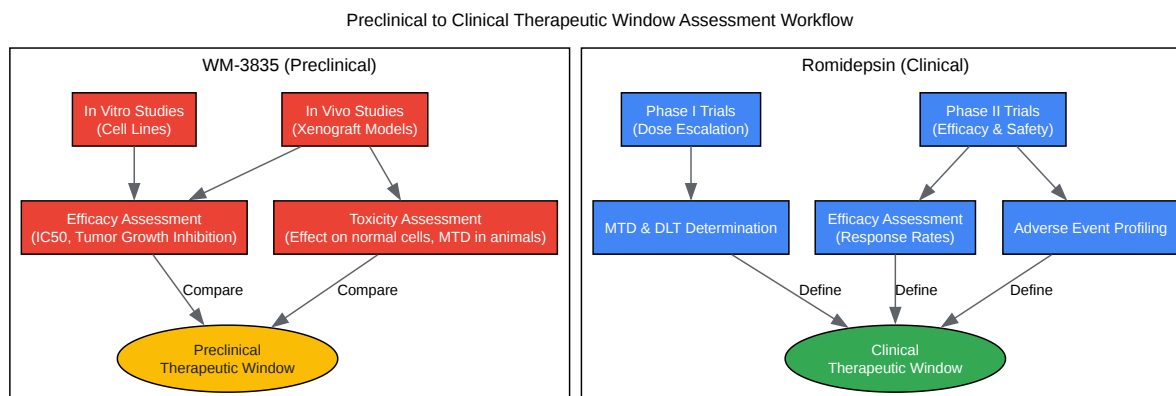 Preclinical to Clinical Therapeutic Window Assessment Workflow
WM-3835 (Preclinical)
In Vitro Studies
(Cell Lines)
In Vivo Studies
(Xenograft Models)
Efficacy Assessment
(IC50, Tumor Growth Inhibition)
Toxicity Assessment
(Effect on normal cells, MTD in animals)
Compare
Compare
Preclinical
Therapeutic Window
Romidepsin (Clinical)
Phase I Trials
(Dose Escalation)
Phase II Trials
(Efficacy & Safety)
MTD & DLT Determination
Efficacy Assessment
(Response Rates)
Adverse Event Profiling
Define
Define
Define
Clinical
Therapeutic Window